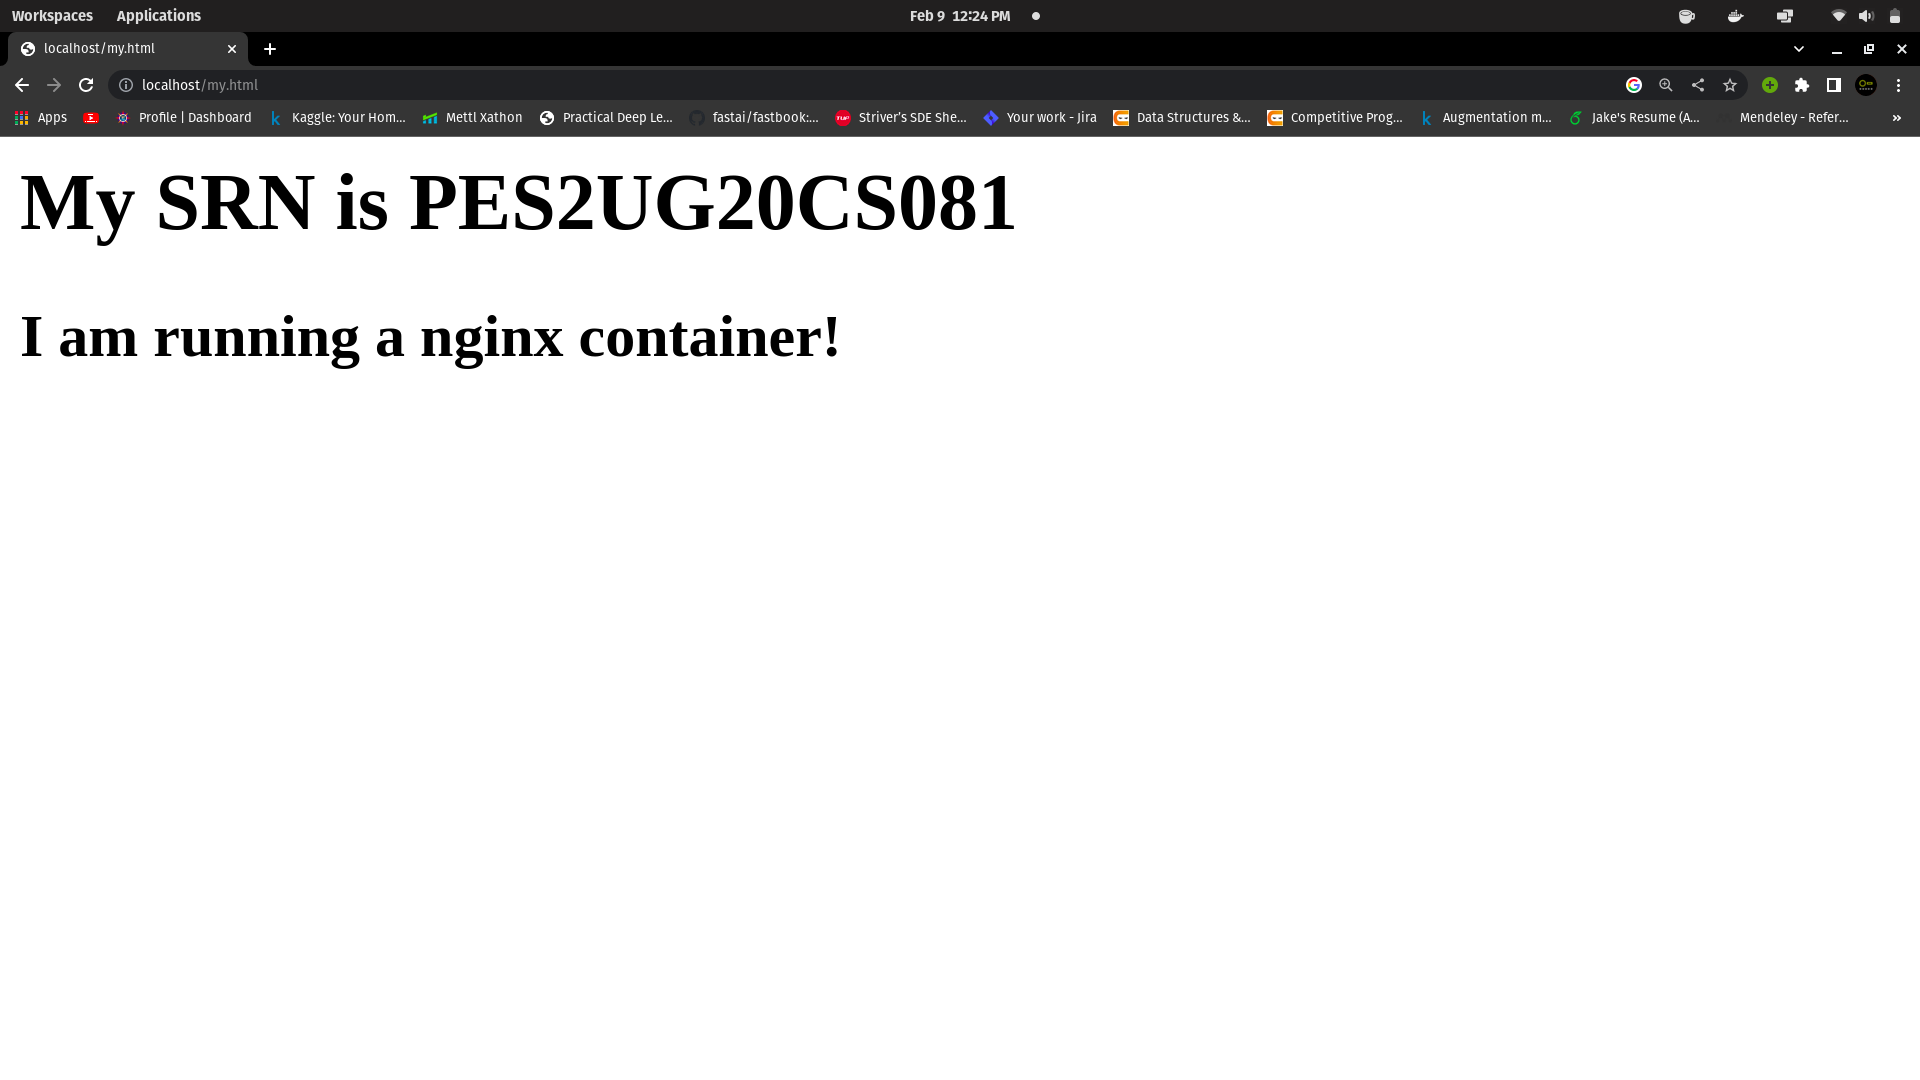 Workspaces Applications Feb 9 12:24 PM
localhost/my.html
localhost/my.html
Apps Profile | Dashboard Kaggle: Your Hom... Mettl Xathon Practical Deep Le... fastai/fastbook:... Striver's SDE She... Your work - Jira Data Structures &... Competitive Prog... Augmentation m... Jake's Resume (A... Mendeley - Refer...
My SRN is PES2UG20CS081
I am running a nginx container!